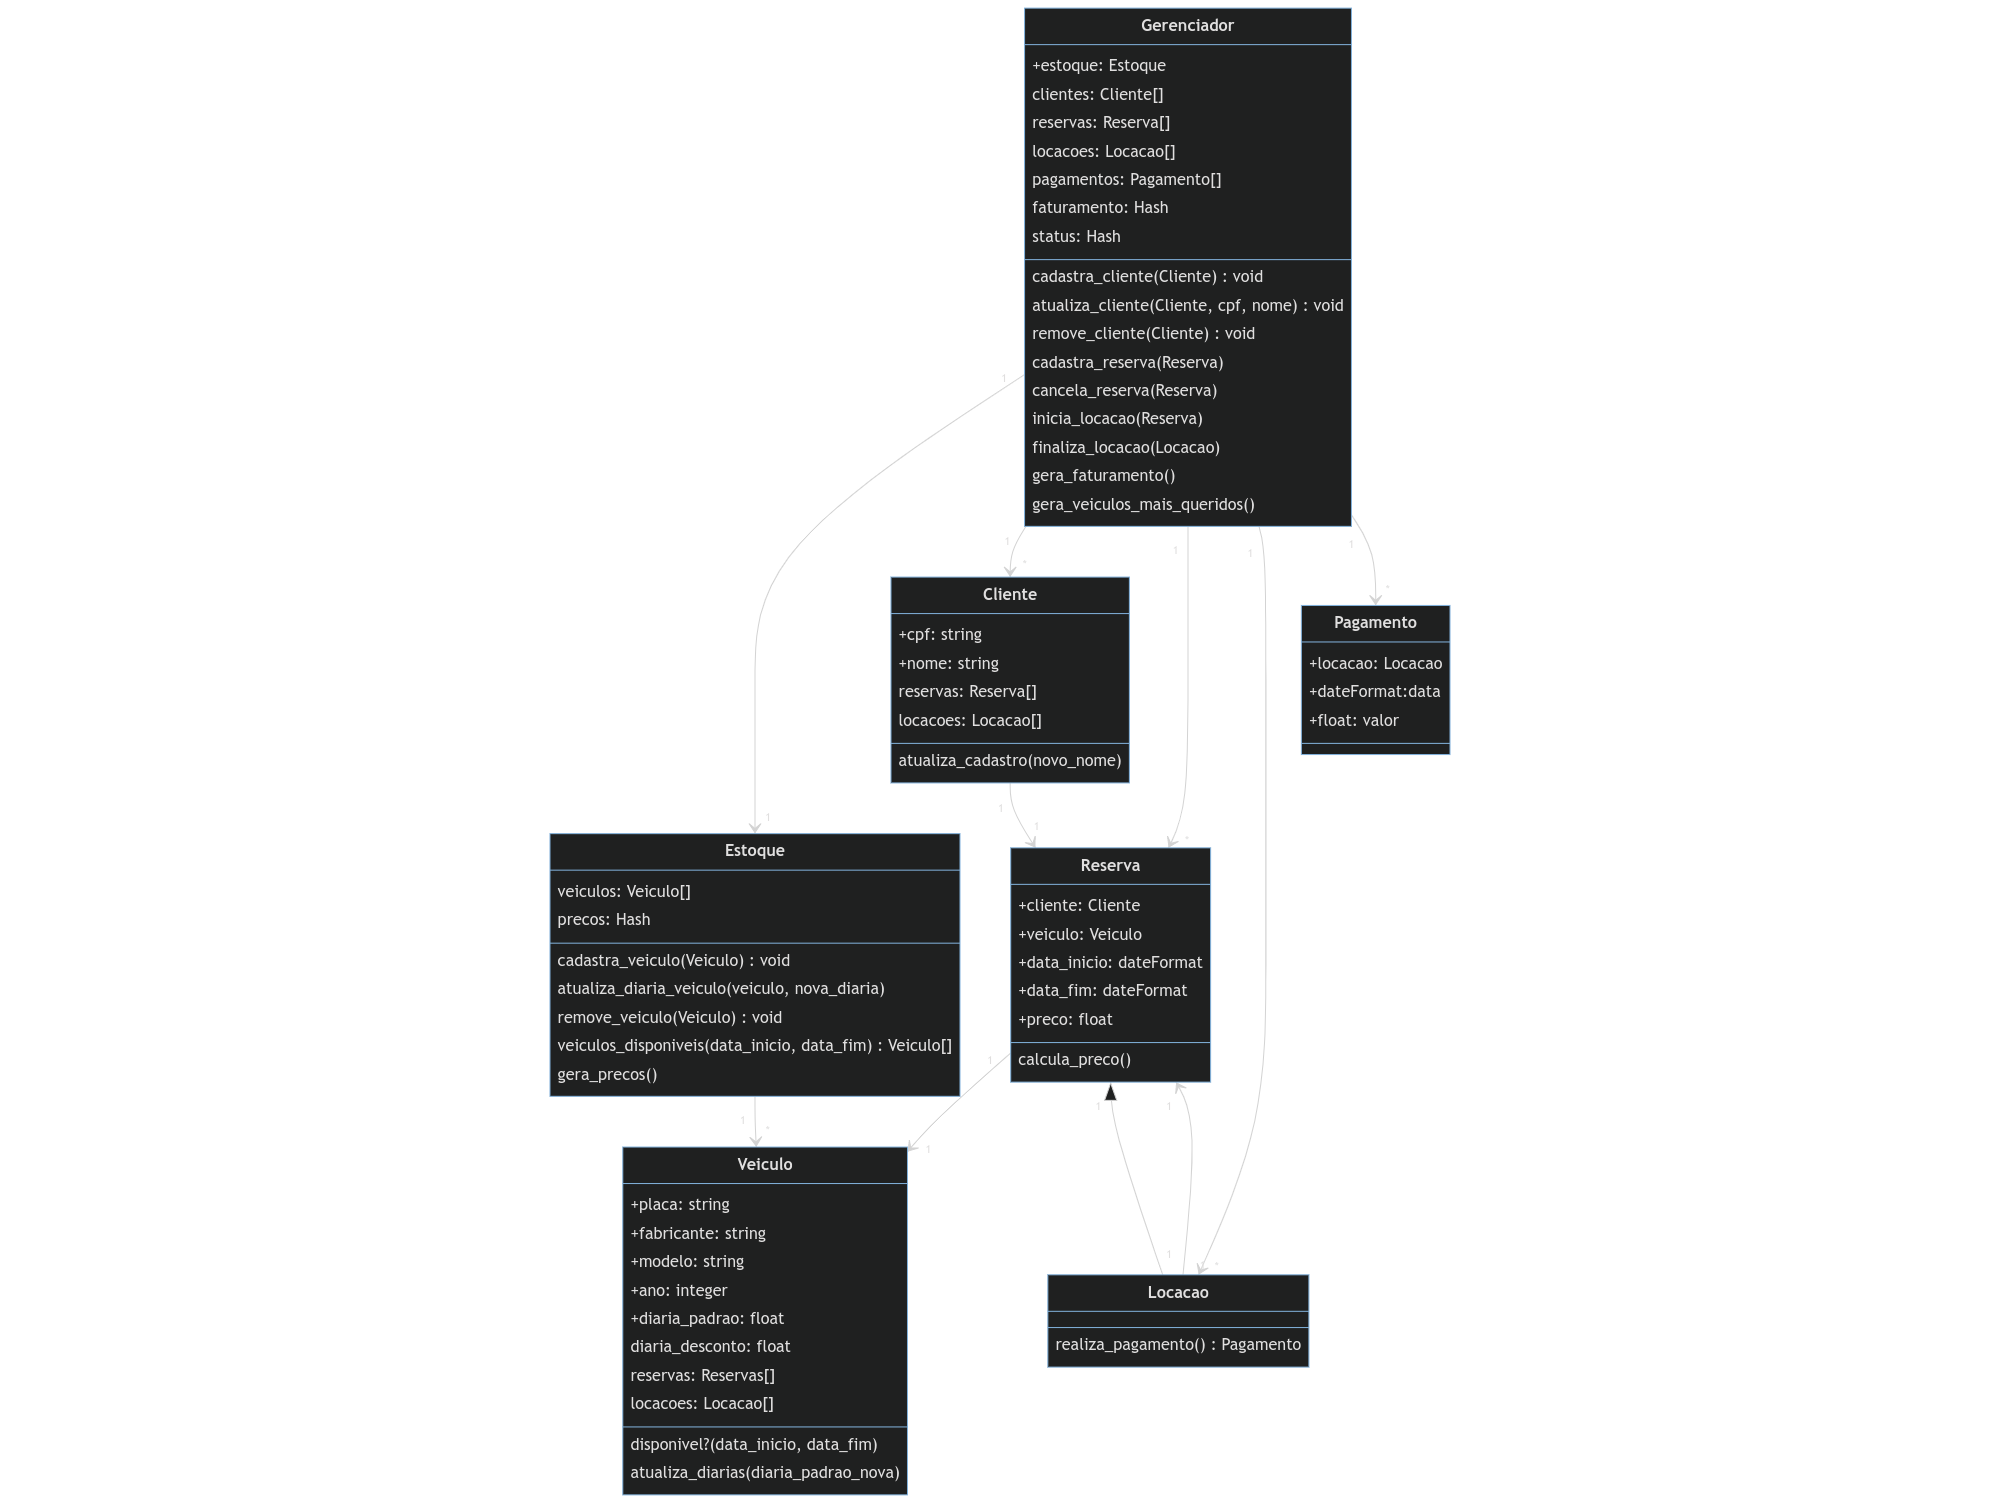 Gerenciador
+estoque: Estoque
clientes: Cliente[]
reservas: Reserva[]
locacoes: Locacao[]
pagamentos: Pagamento[]
faturamento: Hash
status: Hash
cadastra_cliente(Cliente) : void
atualiza_cliente(Cliente, cpf, nome) : void
remove_cliente(Cliente) : void
cadastra_reserva(Reserva)
cancela_reserva(Reserva)
inicia_locacao(Reserva)
finaliza_locacao(Locacao)
gera_faturamento()
gera_veiculos_mais_queridos()
1
1
1
1
1
*
*
Cliente
+cpf: string
+nome: string
reservas: Reserva[]
locacoes: Locacao[]
atualiza_cadastro(novo_nome)
Pagamento
+locacao: Locacao
+dateFormat:data
+float: valor
1
1
1
*
Estoque
veiculos: Veiculo[]
precos: Hash
cadastra_veiculo(Veiculo) : void
atualiza_diaria_veiculo(veiculo, nova_diaria)
remove_veiculo(Veiculo) : void
veiculos_disponiveis(data_inicio, data_fim) : Veiculo[]
gera_precos()
Reserva
+cliente: Cliente
+veiculo: Veiculo
+data_inicio: dateFormat
+data_fim: dateFormat
+preco: float
calcula_preco()
1
1
1
1
*
1
Veiculo
+placa: string
+fabricante: string
+modelo: string
+ano: integer
+diaria_padrao: float
diaria_desconto: float
reservas: Reservas[]
locacoes: Locacao[]
disponivel?(data_inicio, data_fim)
atualiza_diarias(diaria_padrao_nova)
1
*
Locacao
realiza_pagamento() : Pagamento